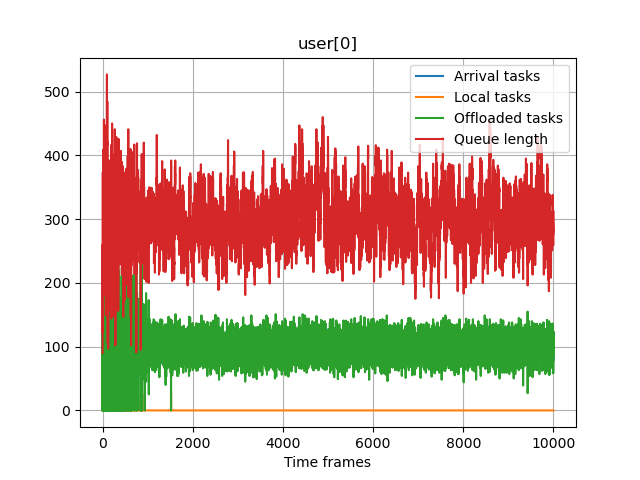 user[0]
Arrival tasks
Local tasks
Offloaded tasks
Queue length
500
400
300
200
100
0
0 2000 4000 6000 8000 10000
Time frames